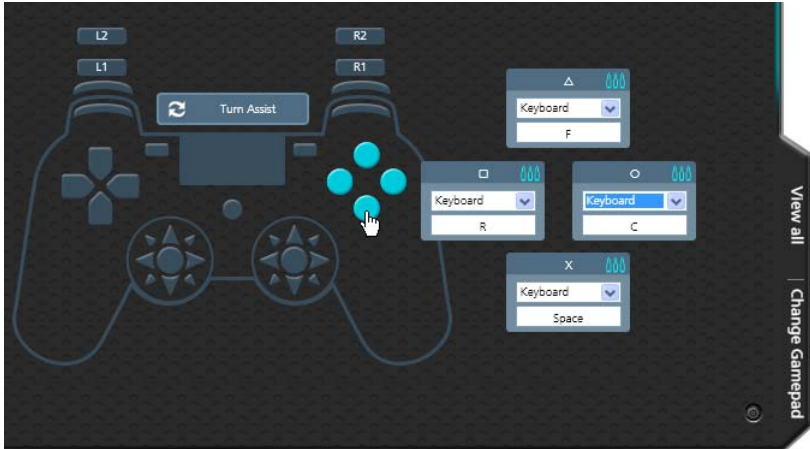 L2
R2
L1
R1
Turn Assist
△
Keyboard
F
□
Keyboard
R
○
Keyboard
C
X
Keyboard
Space
View all
Change Gamepad